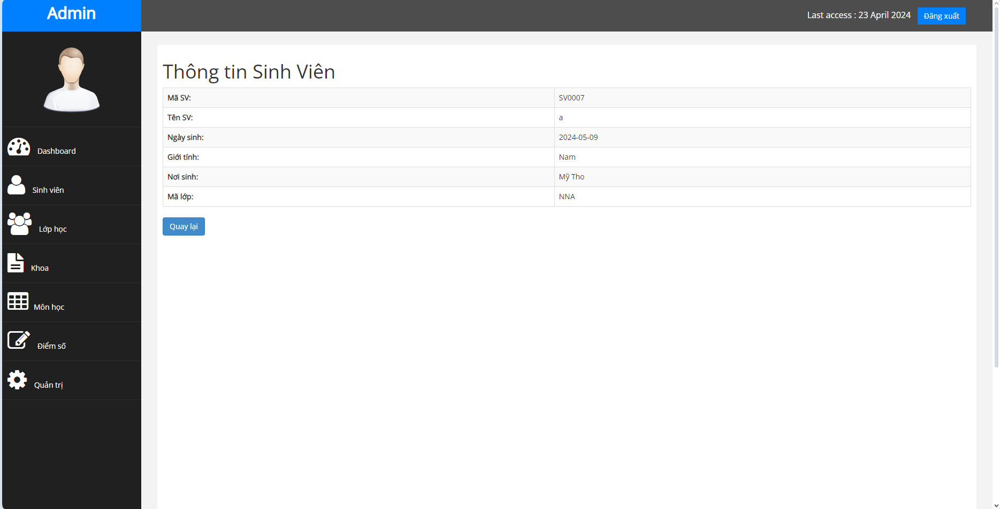 Admin
Last access : 23 April 2024 Đăng xuất
Dashboard
Sinh viên
Lớp học
Khoa
Môn học
Điểm số
Quản trị
Thông tin Sinh Viên
Mã SV: SV0007
Tên SV: a
Ngày sinh: 2024-05-09
Giới tính: Nam
Nơi sinh: Mỹ Tho
Mã lớp: NNA
Quay lại